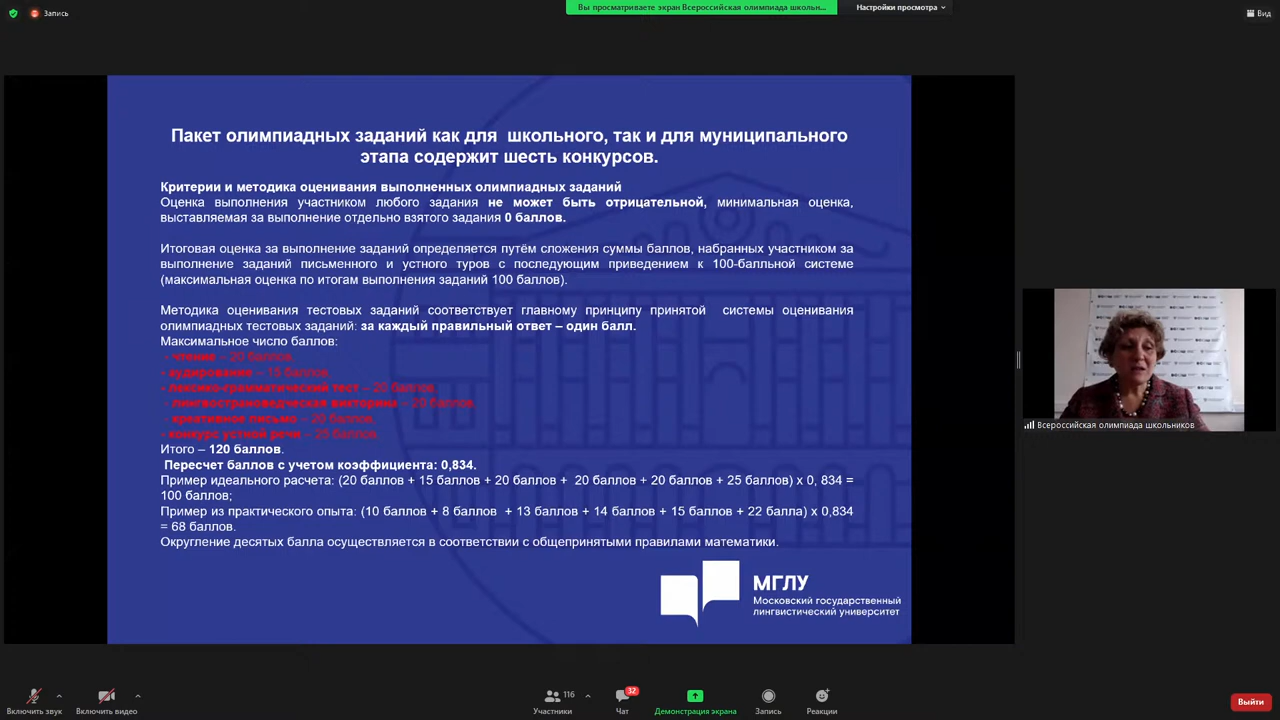 Запись
Вы просматриваете экран Всероссийская олимпиада школьн...
Настройки просмотра
Вид
Пакет олимпиадных заданий как для школьного, так и для муниципального
этапа содержит шесть конкурсов.
Критерии и методика оценивания выполненных олимпиадных заданий
Оценка выполнения участником любого задания не может быть отрицательной, минимальная оценка,
выставляемая за выполнение отдельно взятого задания 0 баллов.
Итоговая оценка за выполнение заданий определяется путём сложения суммы баллов, набранных участником за
выполнение заданий письменного и устного туров с последующим приведением к 100-балльной системе
(максимальная оценка по итогам выполнения заданий 100 баллов).
Методика оценивания тестовых заданий соответствует главному принципу принятой системы оценивания
олимпиадных тестовых заданий: за каждый правильный ответ – один балл.
Максимальное число баллов:
- чтение – 20 баллов.
- аудирование – 15 баллов
- лексико-грамматический тест – 20 баллов
- лингвострановедческая викторина – 20 баллов
- креативное письмо – 20 баллов.
- конкурс устной речи – 25 баллов
Итого – 120 баллов.
Пересчет баллов с учетом коэффициента: 0,834.
Пример идеального расчета: (20 баллов + 15 баллов + 20 баллов + 20 баллов + 20 баллов + 25 баллов) х 0, 834 =
100 баллов;
Пример из практического опыта: (10 баллов + 8 баллов + 13 баллов + 14 баллов + 15 баллов + 22 балла) х 0,834
= 68 баллов.
Округление десятых балла осуществляется в соответствии с общепринятыми правилами математики.
МГЛУ
Московский государственный
лингвистический университет
Всероссийская олимпиада школьников
Включить звук
Включить видео
116
Участники
32
Чат
Демонстрация экрана
Запись
Реакции
Выйти